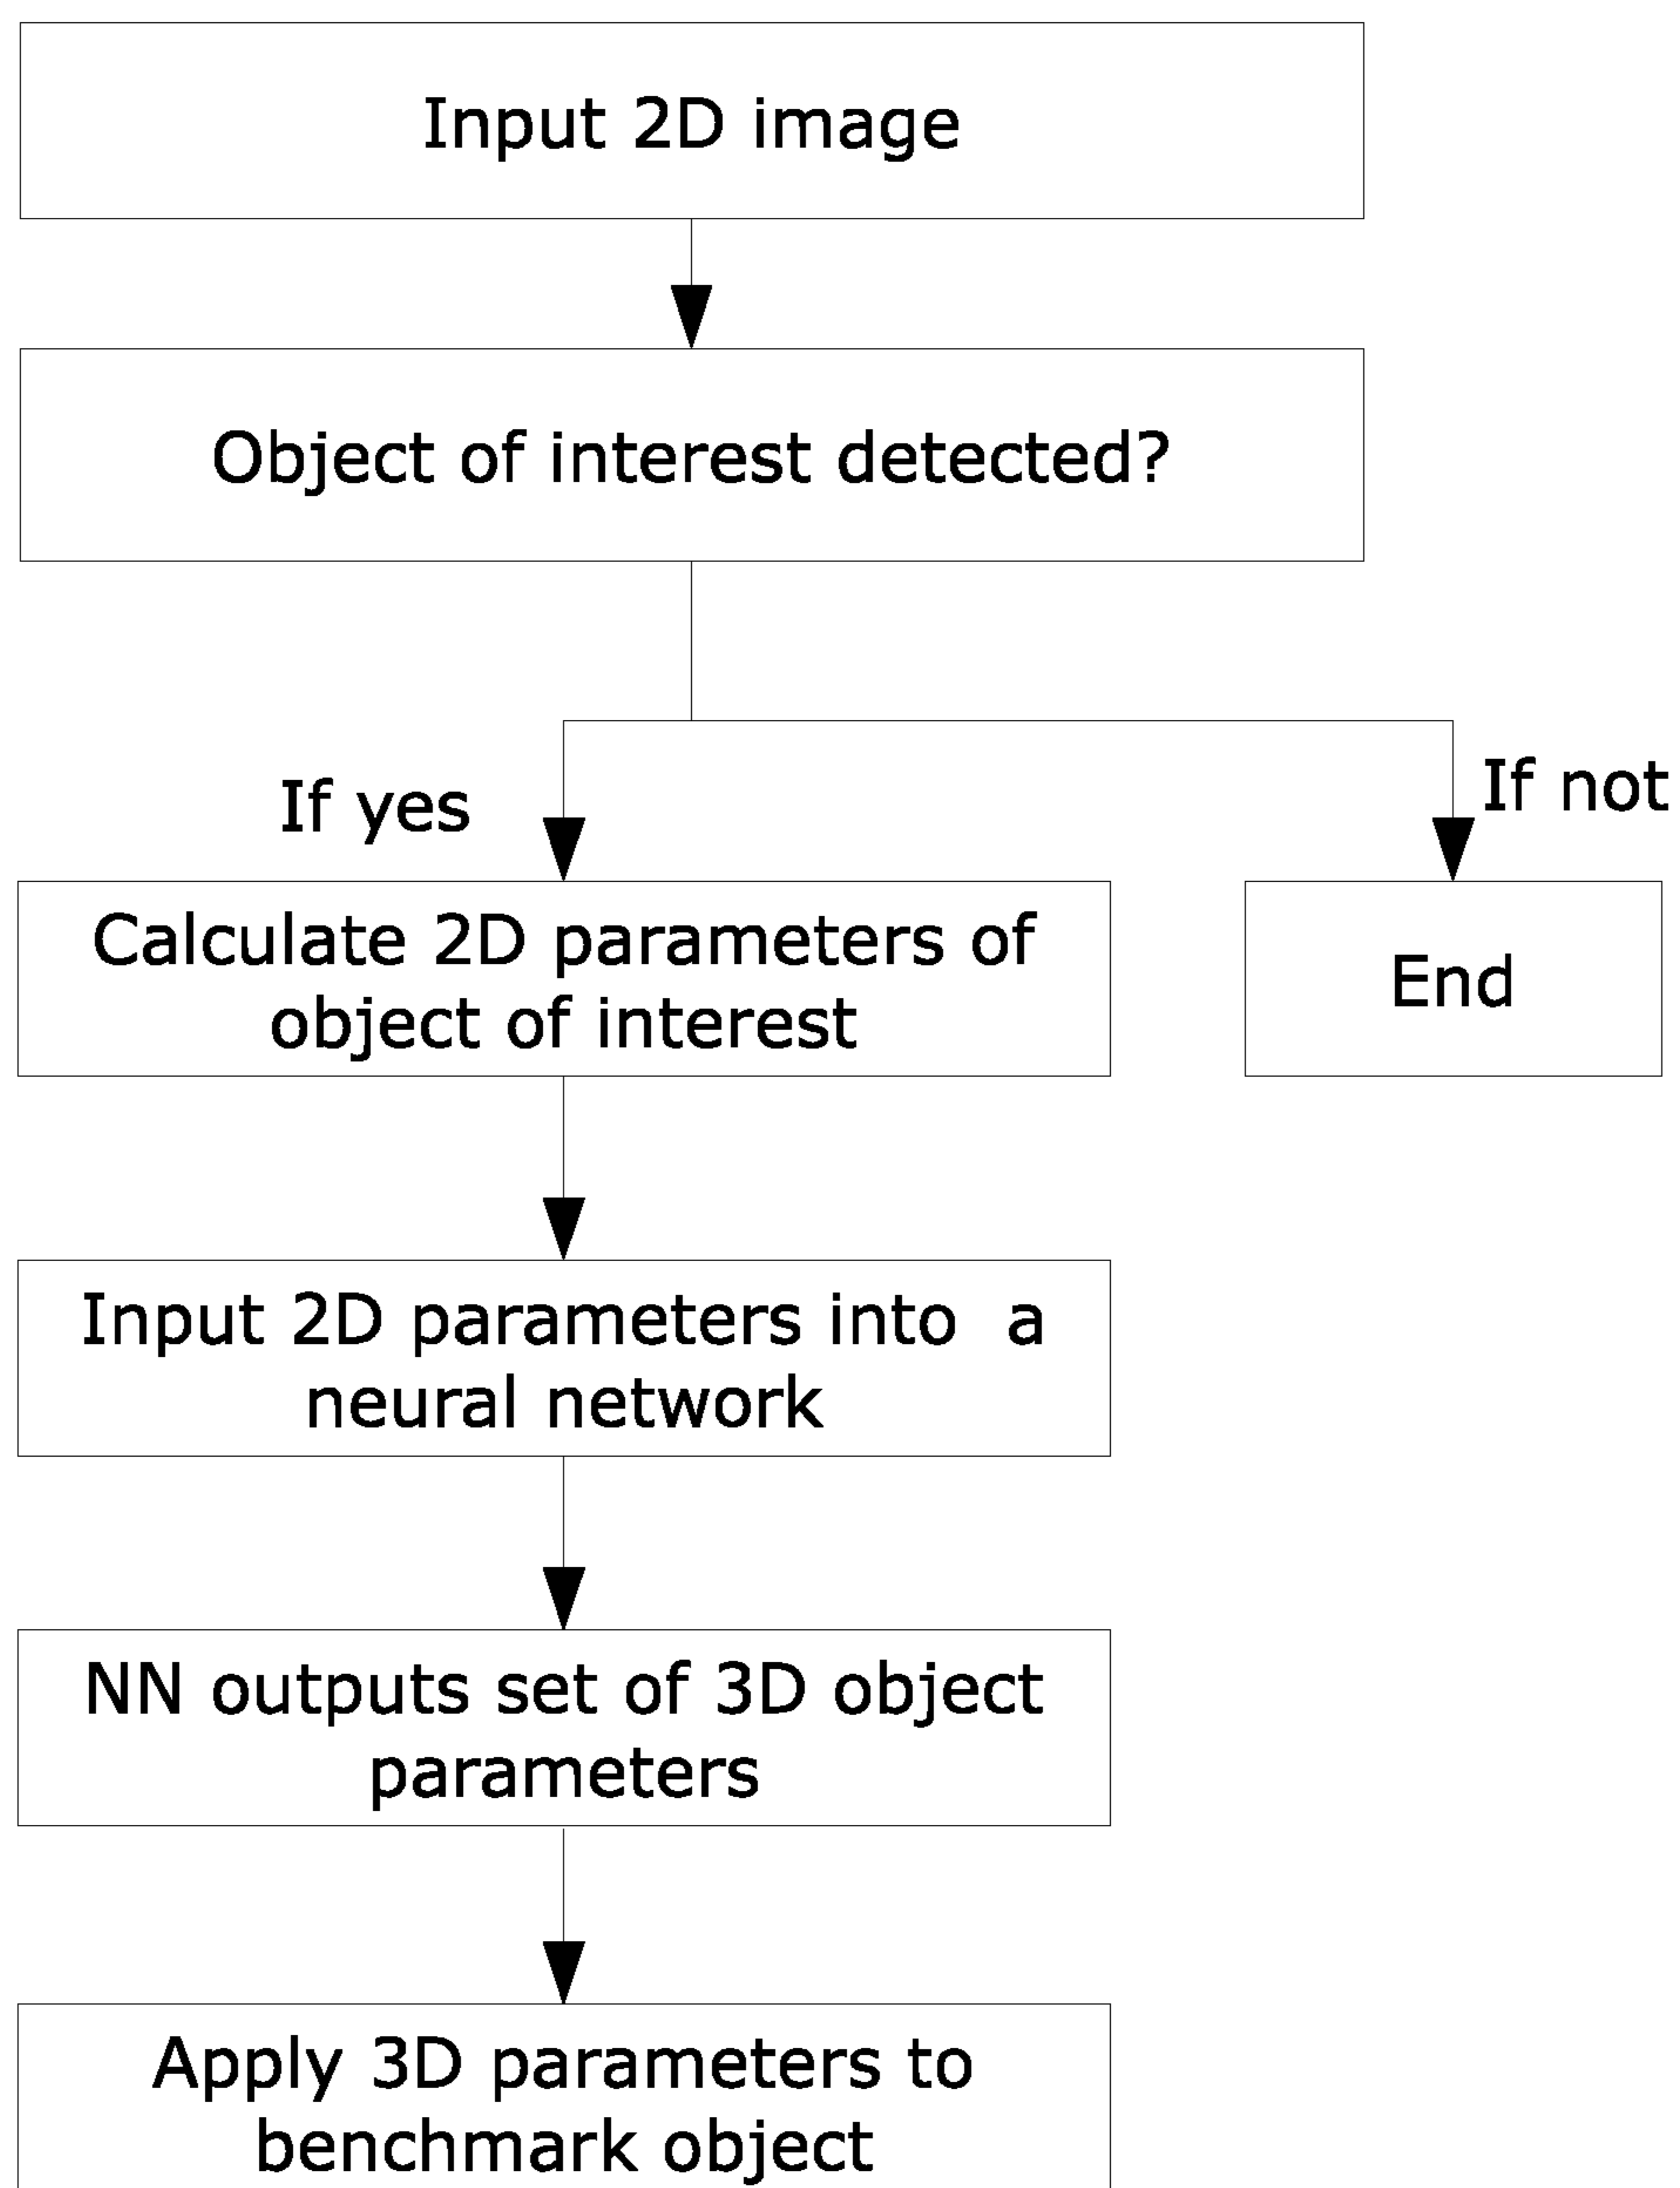 Input 2D image
Object of interest detected?
If yes
If not
Calculate 2D parameters of
object of interest
End
Input 2D parameters into  a
neural network
NN outputs set of 3D object
parameters
Apply 3D parameters to
benchmark object